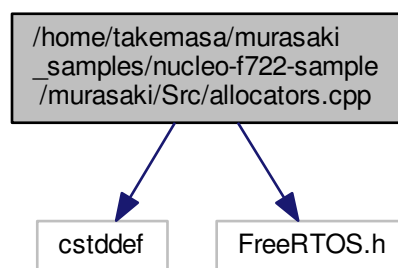 /home/takemasa/murasaki
_samples/nucleo-f722-sample
/murasaki/Src/allocators.cpp
cstddef
FreeRTOS.h